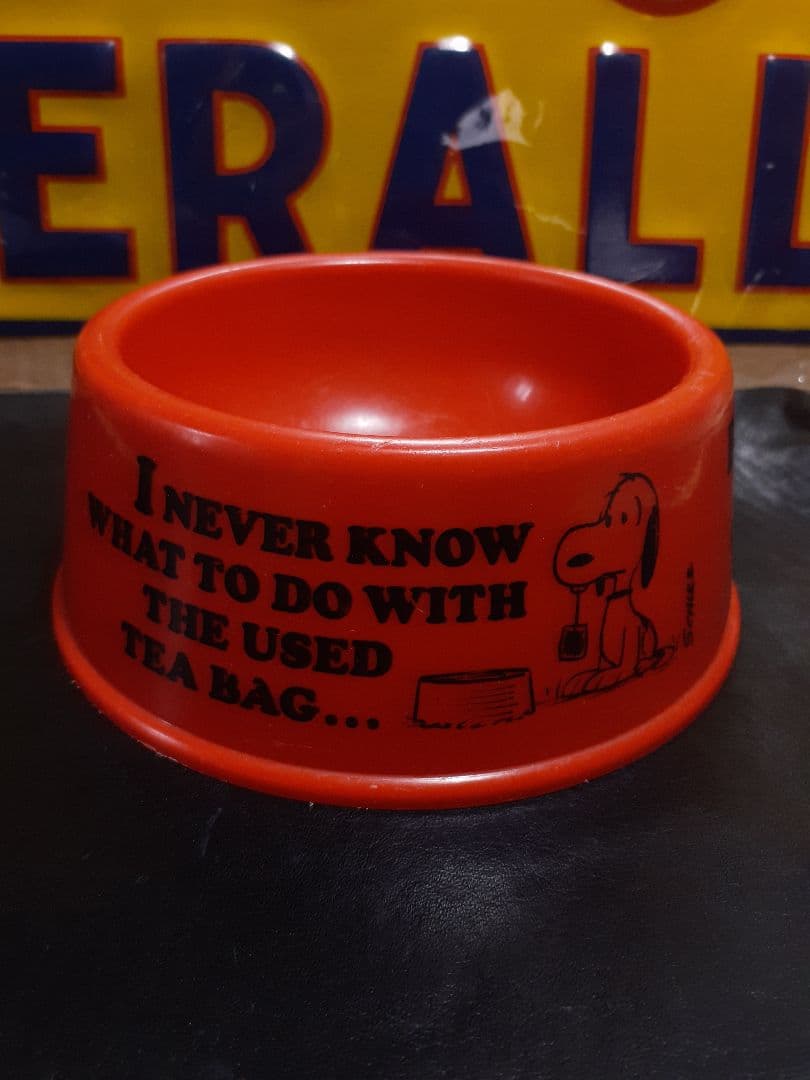 ERALL
I NEVER KNOW
WHAT TO DO WITH
THE USED
TEA BAG...
SCHULZ